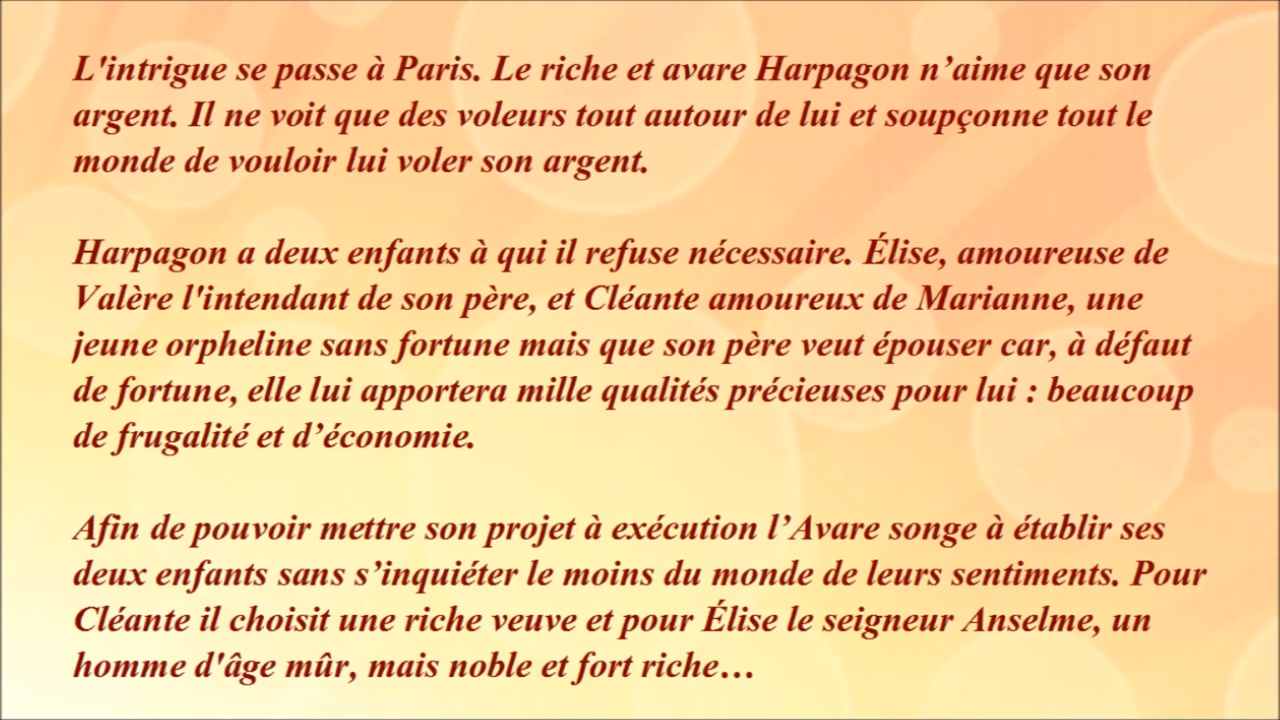 L'intrigue se passe à Paris. Le riche et avare Harpagon n’aime que son
argent. Il ne voit que des voleurs tout autour de lui et soupçonne tout le
monde de vouloir lui voler son argent.
Harpagon a deux enfants à qui il refuse nécessaire. Élise, amoureuse de
Valère l'intendant de son père, et Cléante amoureux de Marianne, une
jeune orpheline sans fortune mais que son père veut épouser car, à défaut
de fortune, elle lui apportera mille qualités précieuses pour lui : beaucoup
de frugalité et d’économie.
Afin de pouvoir mettre son projet à exécution l’Avare songe à établir ses
deux enfants sans s’inquiéter le moins du monde de leurs sentiments. Pour
Cléante il choisit une riche veuve et pour Élise le seigneur Anselme, un
homme d'âge mûr, mais noble et fort riche…